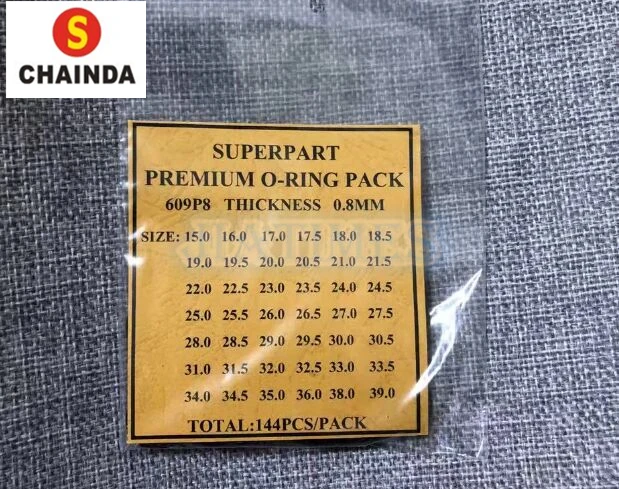 S
CHAINDA
SUPERPART
PREMIUM O-RING PACK
609P8 THICKNESS 0.8MM
SIZE: 15.0 16.0 17.0 17.5 18.0 18.5
19.0 19.5 20.0 20.5 21.0 21.5
22.0 22.5 23.0 23.5 24.0 24.5
25.0 25.5 26.0 26.5 27.0 27.5
28.0 28.5 29.0 29.5 30.0 30.5
31.0 31.5 32.0 32.5 33.0 33.5
34.0 34.5 35.0 36.0 38.0 39.0
TOTAL:144PCS/PACK